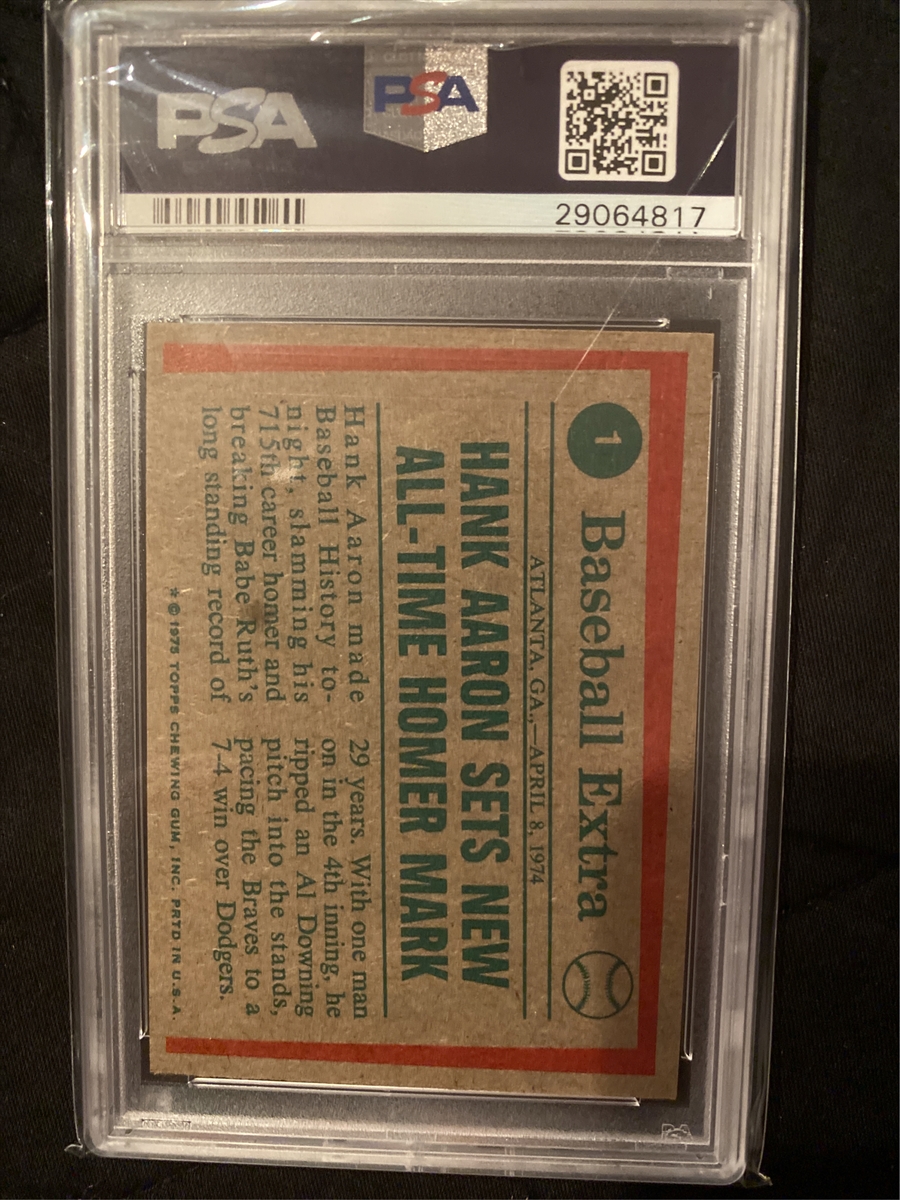 PSA
PSA
29064817
1
Baseball Extra
ATLANTA, GA.,—APRIL 8, 1974
HANK AARON SETS NEW
ALL-TIME HOMER MARK
Hank Aaron made
Baseball History to-
night, slamming his
715th career homer and
breaking Babe Ruth's
long standing record of
29 years. With one man
on in the 4th inning, he
ripped an Al Downing
pitch into the stands,
pacing the Braves to a
7-4 win over Dodgers.
* © 1975 TOPPS CHEWING GUM, INC. PRTD IN U.S.A.